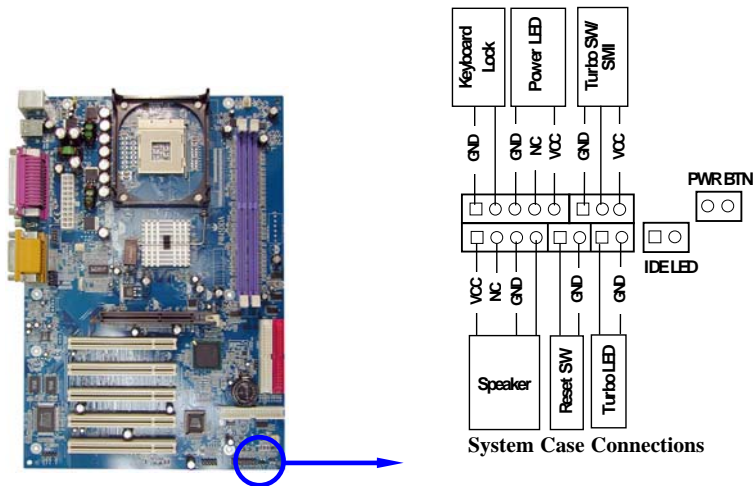 Keyboard
Lock
Power LED
Turbo SW/
SMI
GND
GND
NC
VCC
GND
VCC
PWR BTN
IDE LED
VCC
NC
GND
GND
GND
Speaker
Reset SW
Turbo LED
System Case Connections